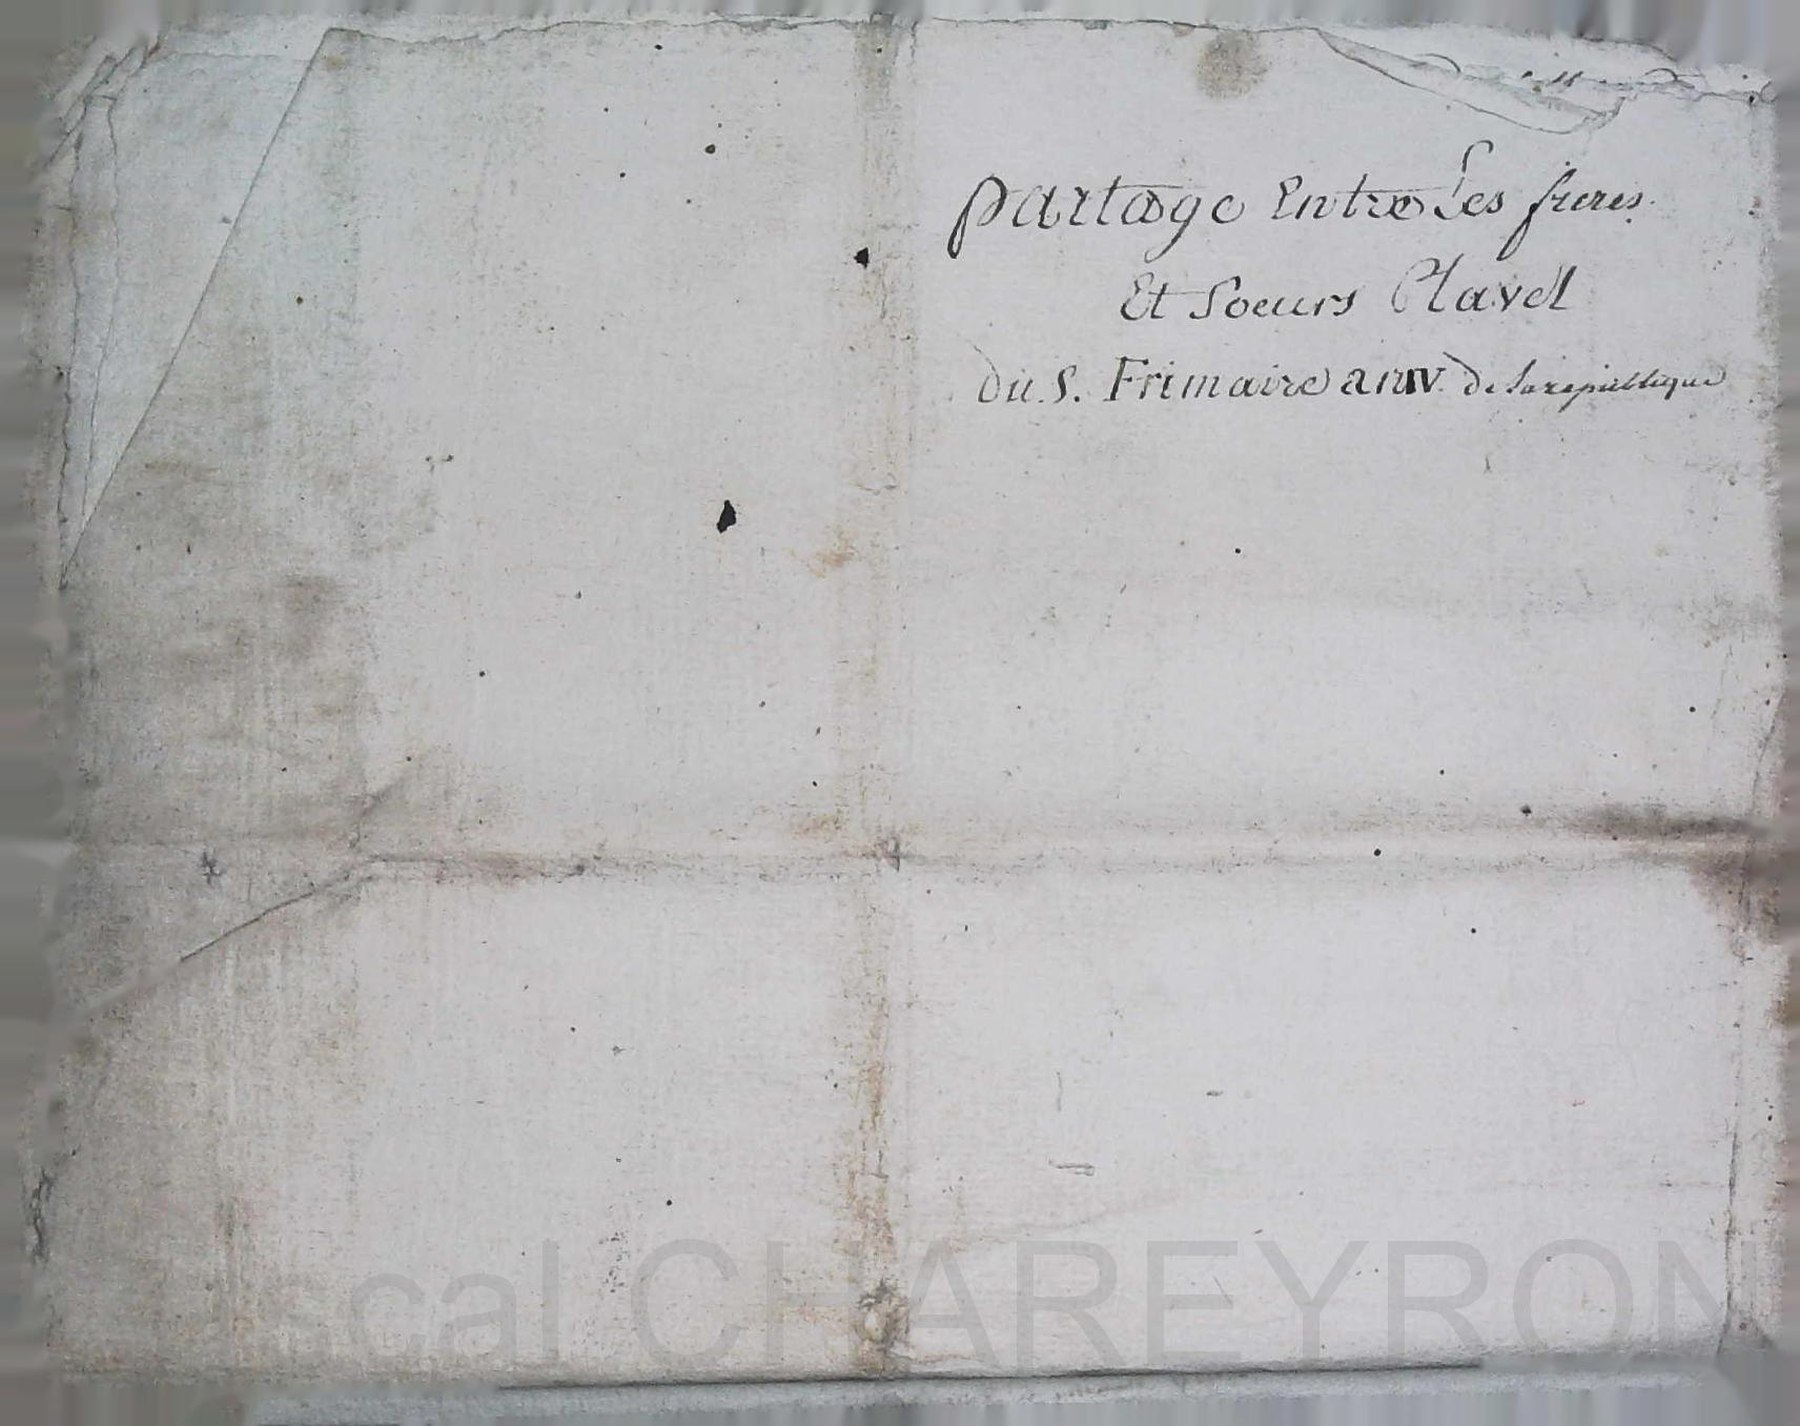 partage Entre Les freres
Et Soeurs Clavel
du 5. Frimaire an IV. de la republique
cal CHAREYRON